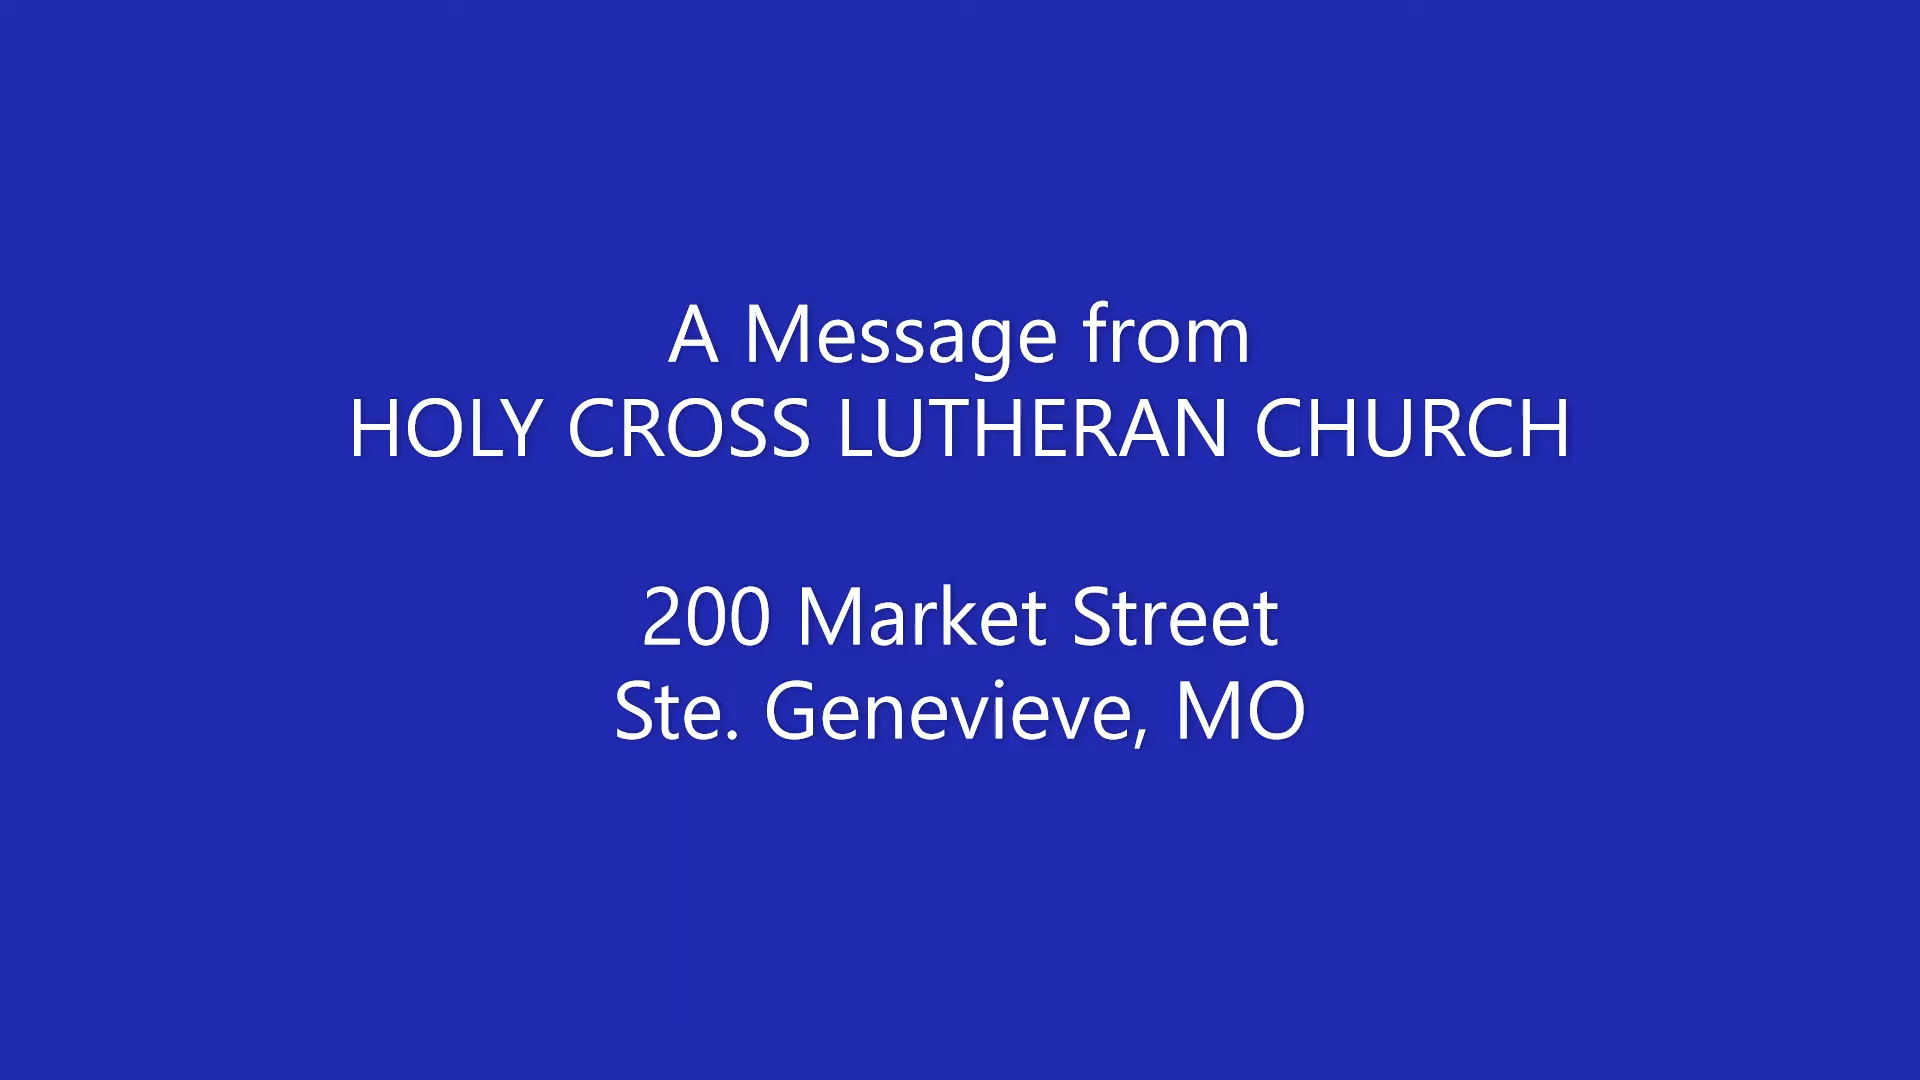 A Message from
HOLY CROSS LUTHERAN CHURCH
200 Market Street
Ste. Genevieve, MO